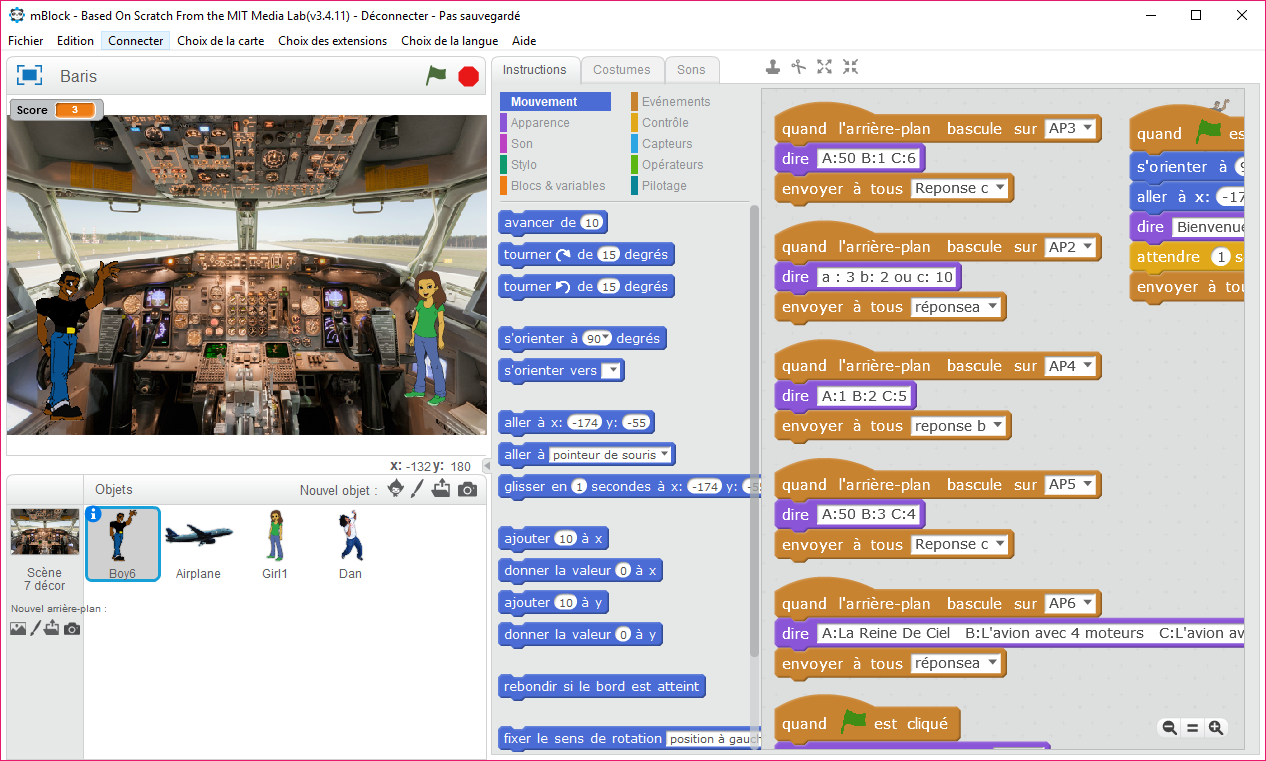 mBlock - Based On Scratch From the MIT Media Lab(v3.4.11) - Déconnecter - Pas sauvegardé
Fichier Edition Connecter Choix de la carte Choix des extensions Choix de la langue Aide
Baris
Score 3
x: -132 y: 180
Objets Nouvel objet :
Scène
7 décor
Nouvel arrière-plan :
Boy6
Airplane
Girl1
Dan
Instructions Costumes Sons
Mouvement Evénements
Apparence Contrôle
Son Capteurs
Stylo Opérateurs
Blocs & variables Pilotage
avancer de 10
tourner de 15 degrés
tourner de 15 degrés
s'orienter à 90 degrés
s'orienter vers
aller à x: -174 y: -55
aller à pointeur de souris
glisser en 1 secondes à x: -174 y: -55
ajouter 10 à x
donner la valeur 0 à x
ajouter 10 à y
donner la valeur 0 à y
rebondir si le bord est atteint
fixer le sens de rotation position à gauch
quand l'arrière-plan bascule sur AP3
dire A:50 B:1 C:6
envoyer à tous Reponse c
quand l'arrière-plan bascule sur AP2
dire a : 3 b: 2 ou c: 10
envoyer à tous réponsea
quand l'arrière-plan bascule sur AP4
dire A:1 B:2 C:5
envoyer à tous reponse b
quand l'arrière-plan bascule sur AP5
dire A:50 B:3 C:4
envoyer à tous Reponse c
quand l'arrière-plan bascule sur AP6
dire A:La Reine De Ciel B:L'avion avec 4 moteurs C:L'avion av
envoyer à tous réponsea
quand est cliqué
quand es
s'orienter à 9
aller à x: -17
dire Bienvenue
attendre 1 s
envoyer à tou